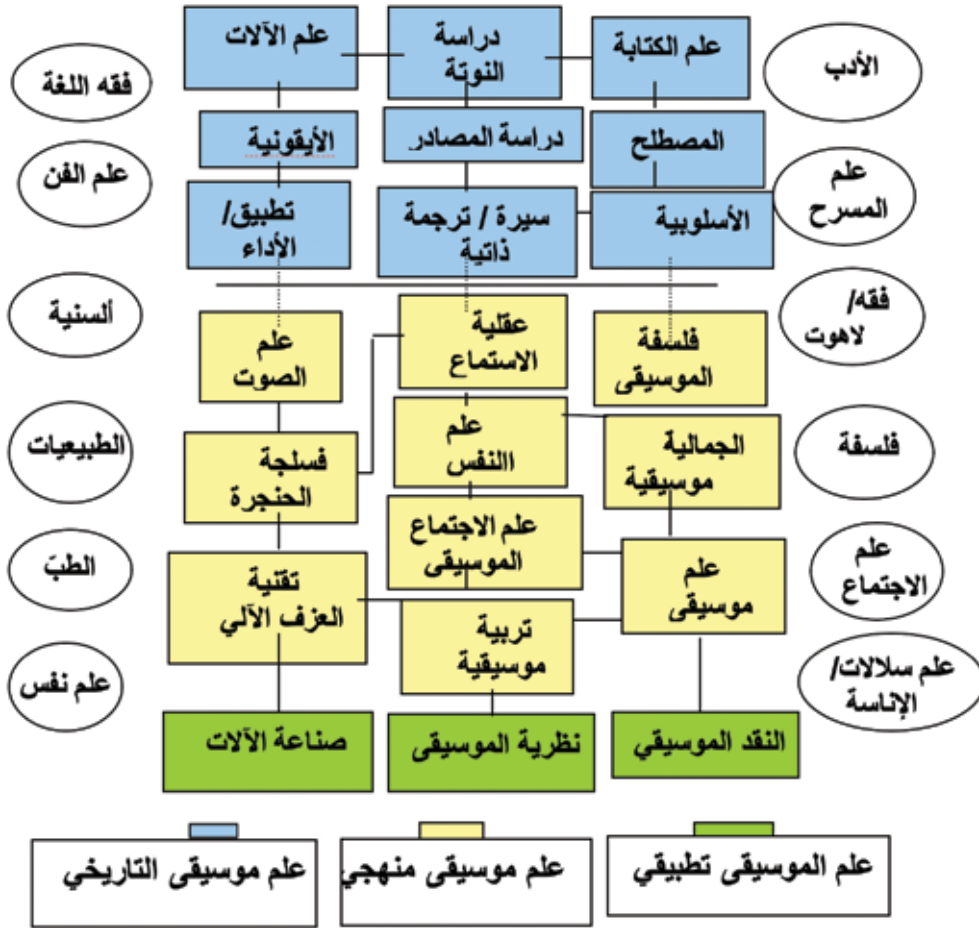 علم الكتابة
دراسة
النوتة
علم الآلات
الأدب
فقه اللغة
المصطلح
دراسة المصادر
الأيقونية
علم
المسرح
علم الفن
الأسلوبية
سيرة / ترجمة
ذاتية
تطبيق/
الأداء
فقه/
لاهوت
ألسنية
فلسفة
الموسيقى
عقلية
الاستماع
علم
الصوت
فلسفة
الطبيعيات
الجمالية
موسيقية
علم
االنفس
فسلجة
الحنجرة
علم
الاجتماع
الطبّ
علم
موسيقى
علم الاجتماع
الموسيقى
تقنية
العزف الآلي
تربية
موسيقية
علم سلالات/
الإناسة
علم نفس
النقد الموسيقي
نظرية الموسيقى
صناعة الآلات
علم الموسيقى تطبيقي
علم موسيقى منهجي
علم موسيقى التاريخي